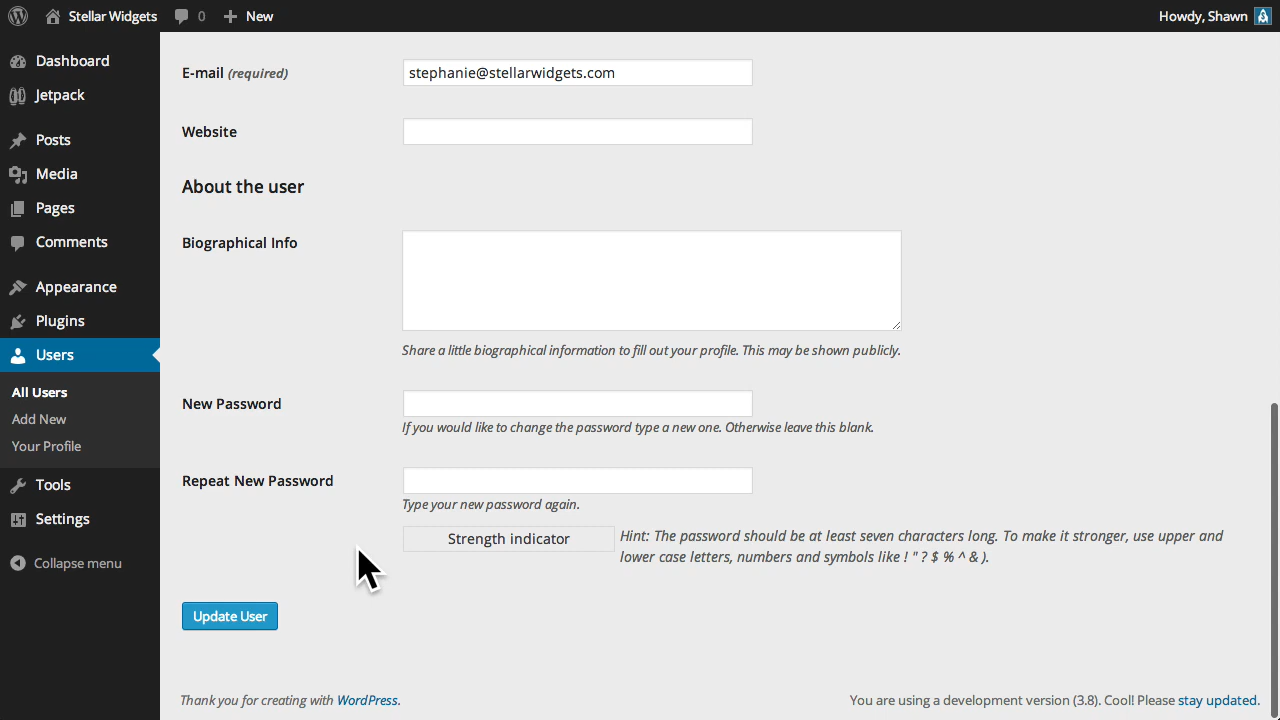 Stellar Widgets 0 New Howdy, Shawn
Dashboard
Jetpack
Posts
Media
Pages
Comments
Appearance
Plugins
Users
All Users
Add New
Your Profile
Tools
Settings
Collapse menu
E-mail (required) stephanie@stellarwidgets.com
Website
About the user
Biographical Info
Share a little biographical information to fill out your profile. This may be shown publicly.
New Password
If you would like to change the password type a new one. Otherwise leave this blank.
Repeat New Password
Type your new password again.
Strength indicator
Hint: The password should be at least seven characters long. To make it stronger, use upper and
lower case letters, numbers and symbols like ! " ? $ % ^ & ).
Update User
Thank you for creating with WordPress. You are using a development version (3.8). Cool! Please stay updated.